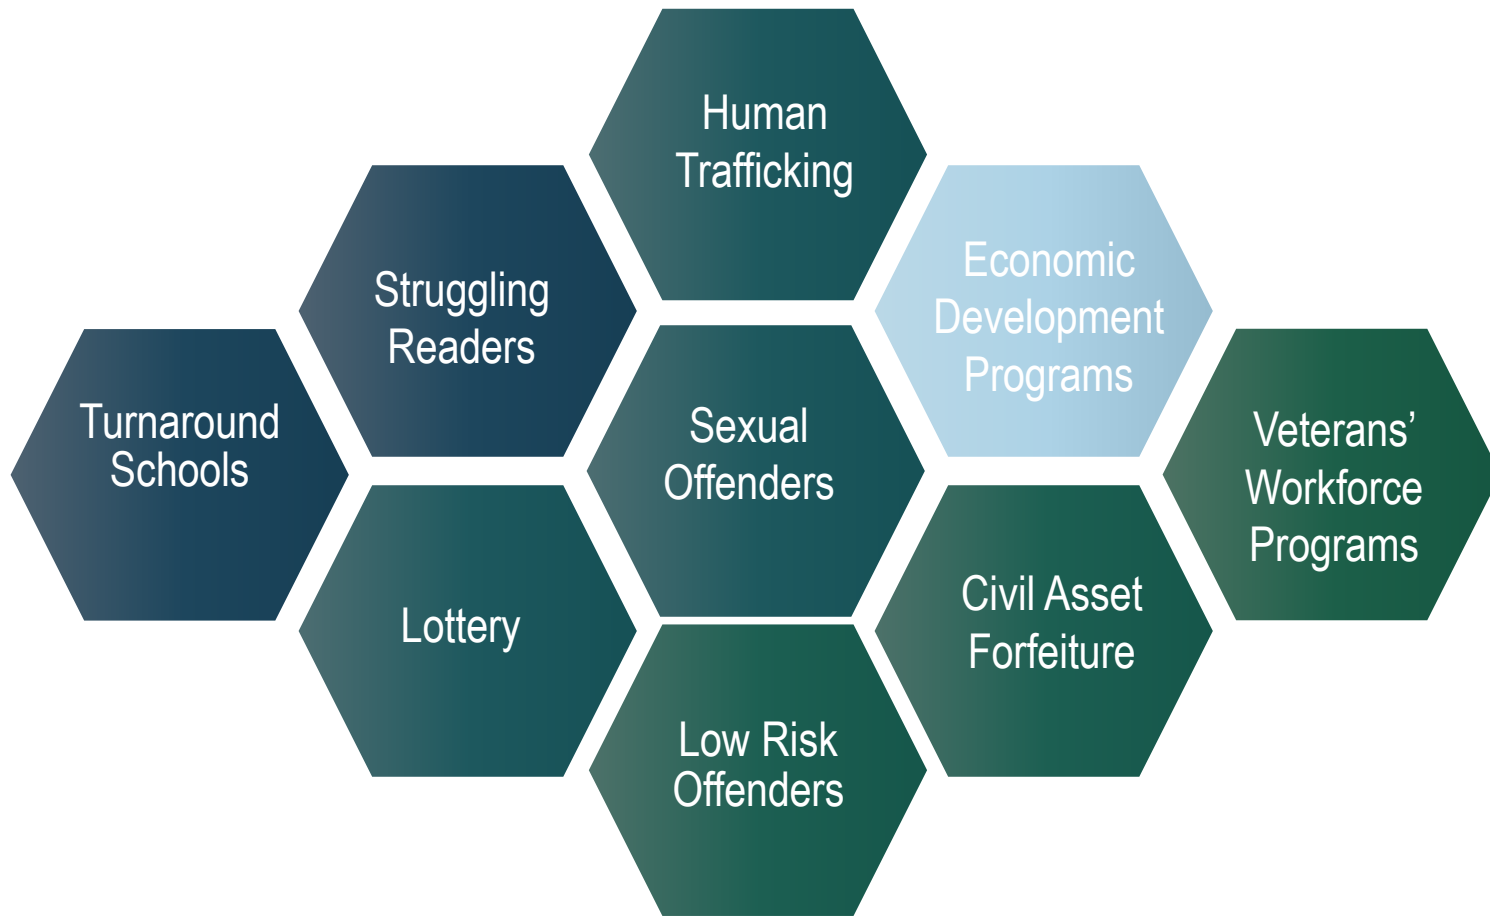 Human
Trafficking
Struggling
Readers
Economic
Development
Programs
Turnaround
Schools
Sexual
Offenders
Veterans’
Workforce
Programs
Lottery
Civil Asset
Forfeiture
Low Risk
Offenders